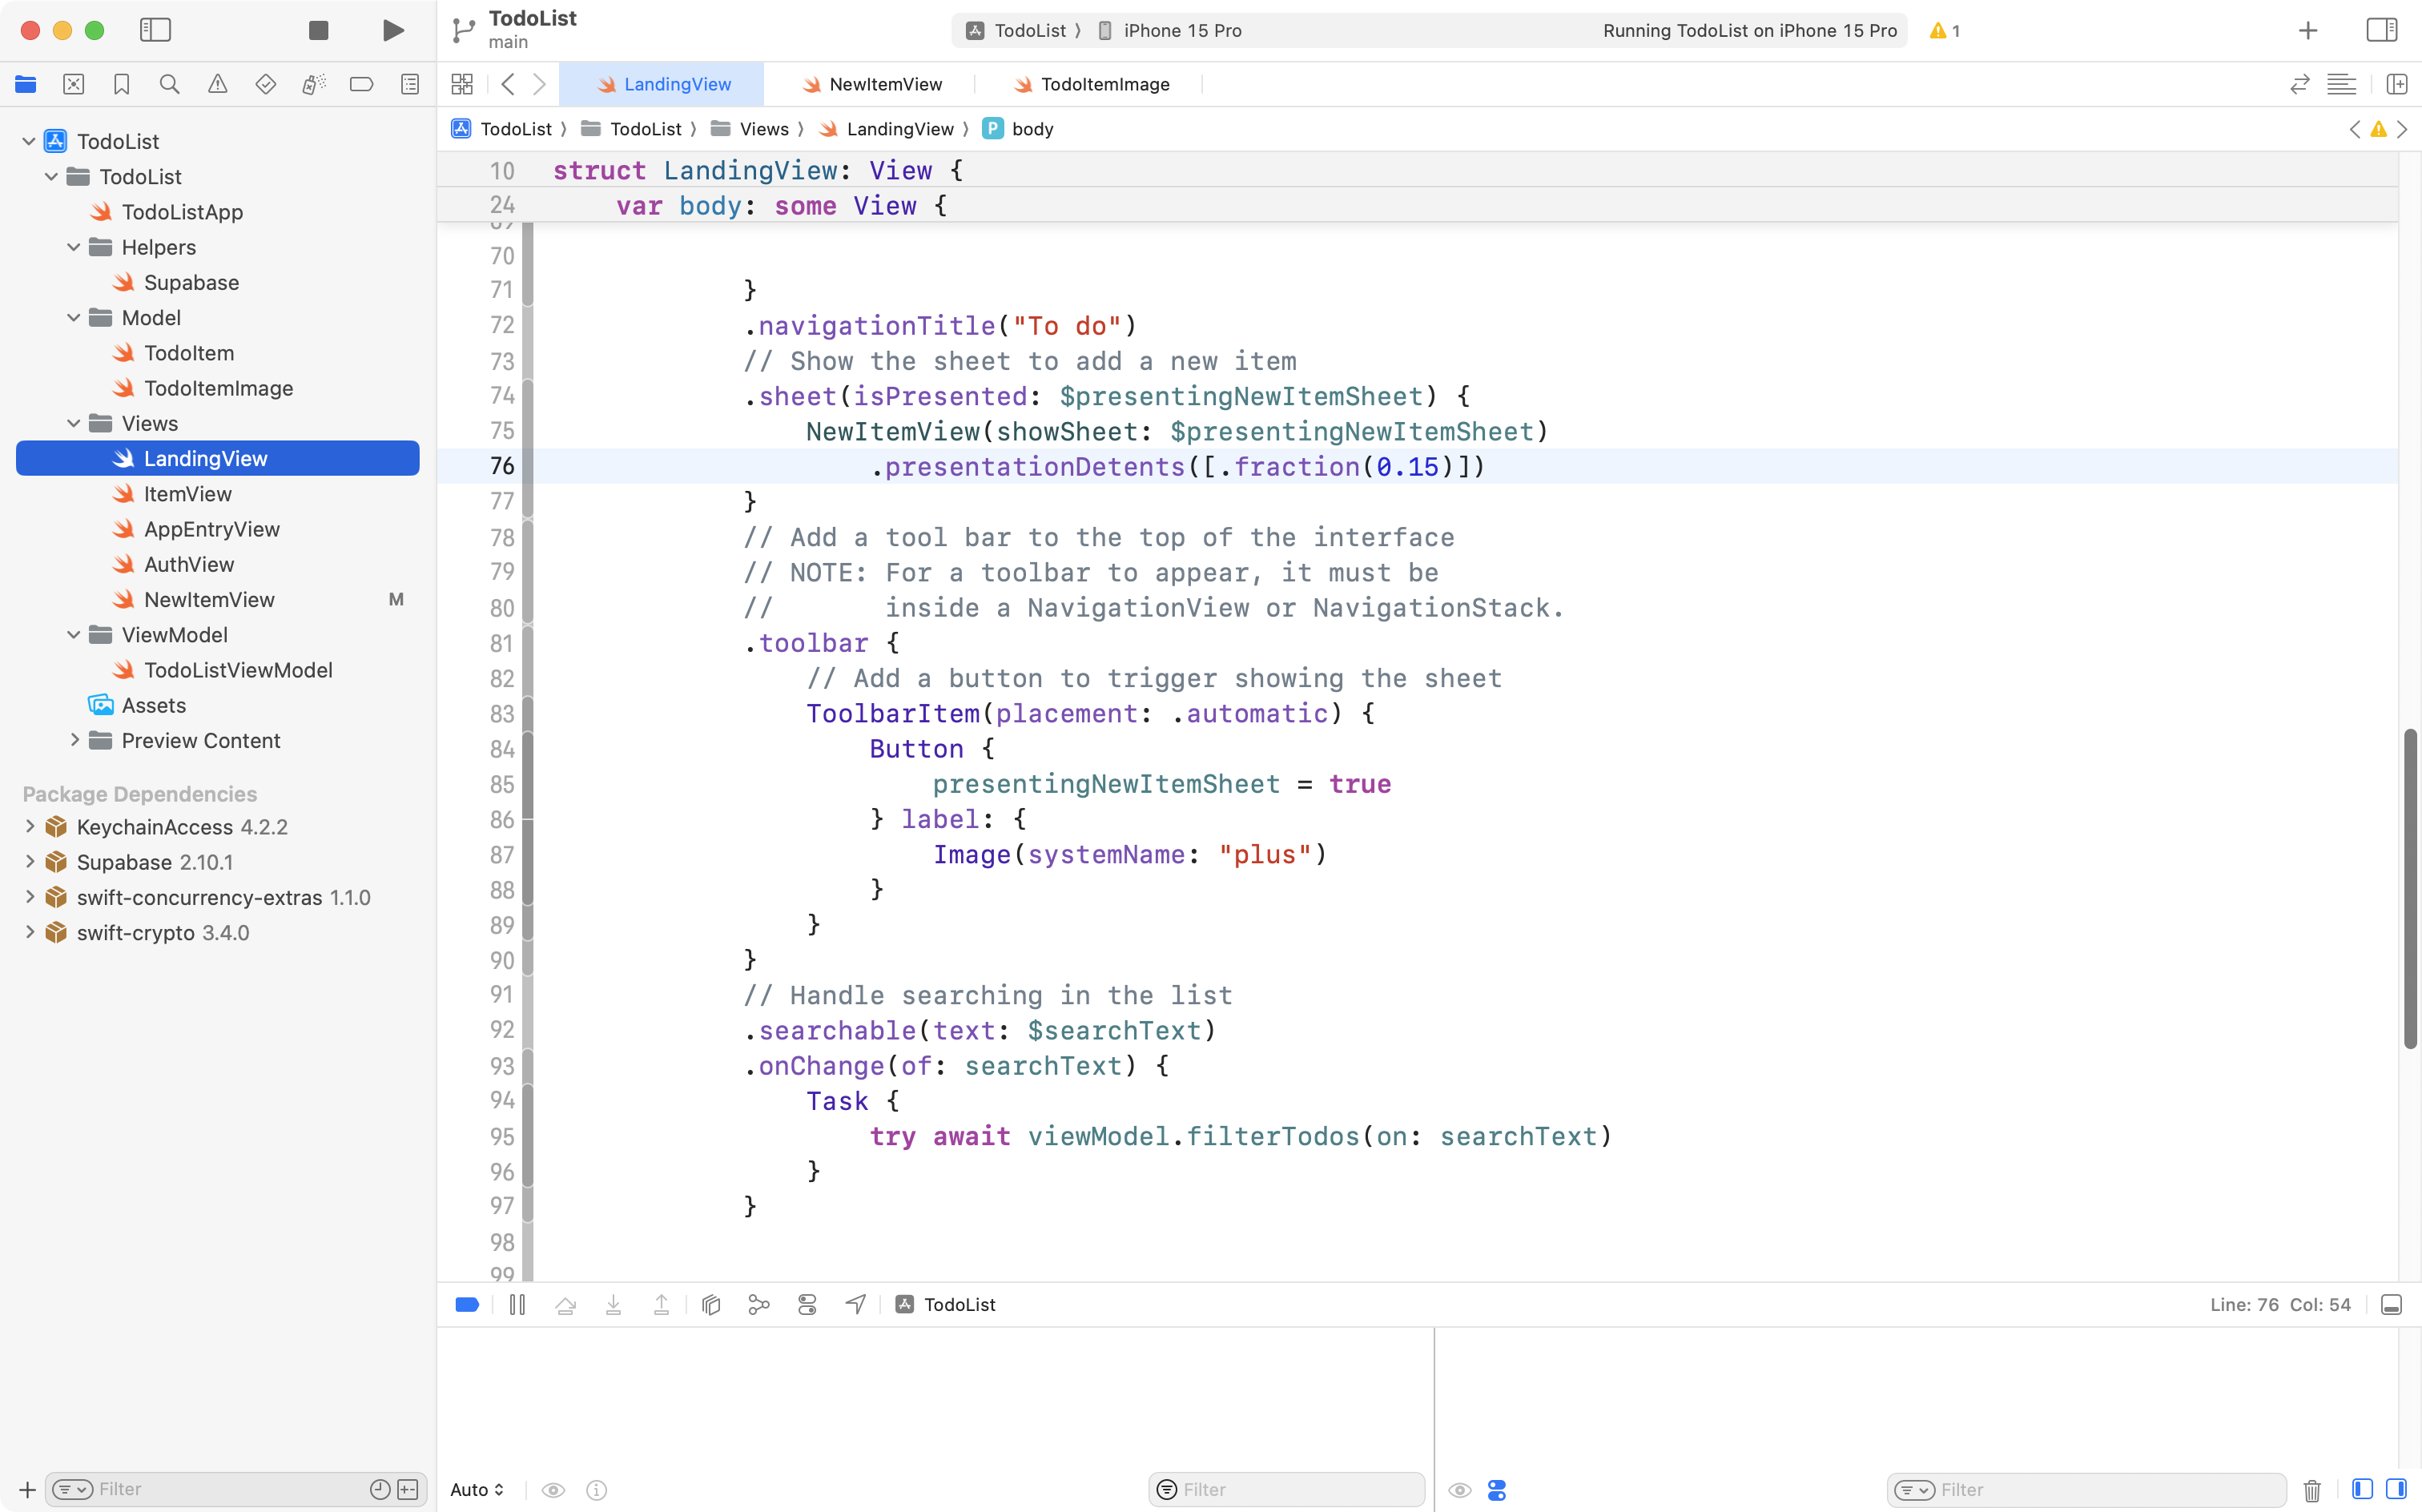 TodoList
main
TodoList ⟩ iPhone 15 Pro
Running TodoList on iPhone 15 Pro
1
LandingView
NewItemView
TodoItemImage
TodoList ⟩ TodoList ⟩ Views ⟩ LandingView ⟩ P body
TodoList
TodoList
TodoListApp
Helpers
Supabase
Model
TodoItem
TodoItemImage
Views
LandingView
ItemView
AppEntryView
AuthView
NewItemView M
ViewModel
TodoListViewModel
Assets
Preview Content
Package Dependencies
KeychainAccess 4.2.2
Supabase 2.10.1
swift-concurrency-extras 1.1.0
swift-crypto 3.4.0
Filter
10 struct LandingView: View {
24 var body: some View {
69
70
71 }
72 .navigationTitle("To do")
73 // Show the sheet to add a new item
74 .sheet(isPresented: $presentingNewItemSheet) {
75 NewItemView(showSheet: $presentingNewItemSheet)
76 .presentationDetents([.fraction(0.15)])
77 }
78 // Add a tool bar to the top of the interface
79 // NOTE: For a toolbar to appear, it must be
80 // inside a NavigationView or NavigationStack.
81 .toolbar {
82 // Add a button to trigger showing the sheet
83 ToolbarItem(placement: .automatic) {
84 Button {
85 presentingNewItemSheet = true
86 } label: {
87 Image(systemName: "plus")
88 }
89 }
90 }
91 // Handle searching in the list
92 .searchable(text: $searchText)
93 .onChange(of: searchText) {
94 Task {
95 try await viewModel.filterTodos(on: searchText)
96 }
97 }
98
99
TodoList
Line: 76 Col: 54
Auto
Filter
Filter